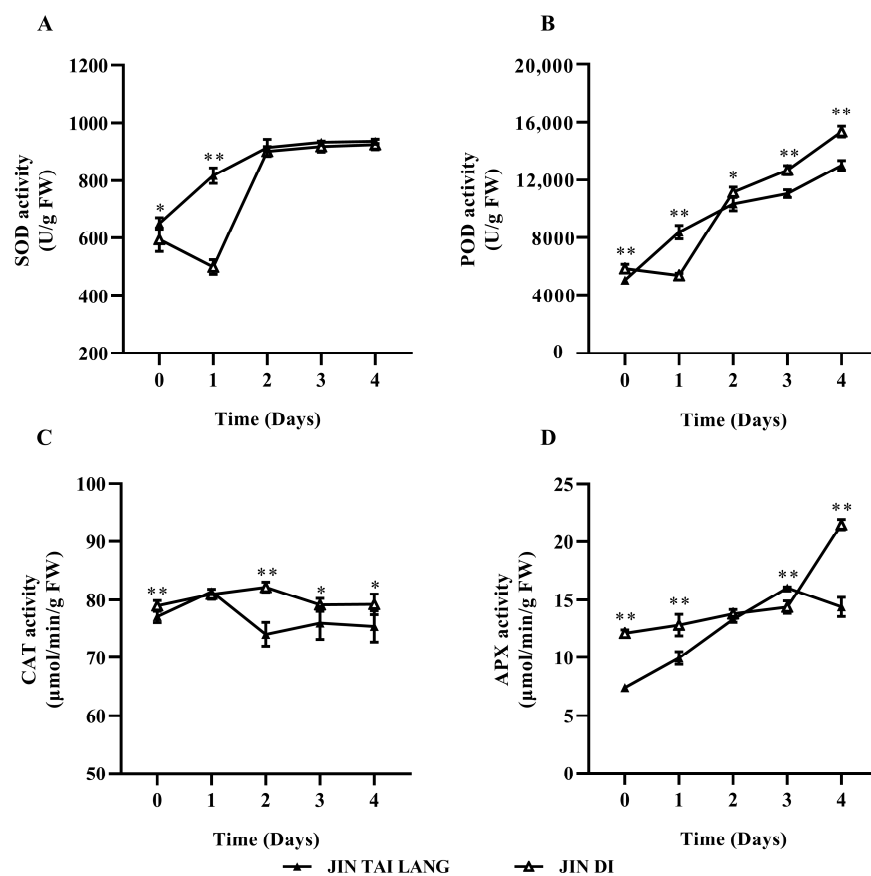 A
SOD activity
(U/g FW)
1200
1000
800
600
400
200
*
**
0 1 2 3 4
Time (Days)
B
POD activity
(U/g FW)
20,000
16,000
12,000
8000
4000
0
**
**
*
**
**
0 1 2 3 4
Time (Days)
C
CAT activity
(μmol/min/g FW)
100
90
80
70
60
50
**
**
*
*
0 1 2 3 4
Time (Days)
D
APX activity
(μmol/min/g FW)
25
20
15
10
5
0
**
**
**
**
0 1 2 3 4
Time (Days)
JIN TAI LANG JIN DI